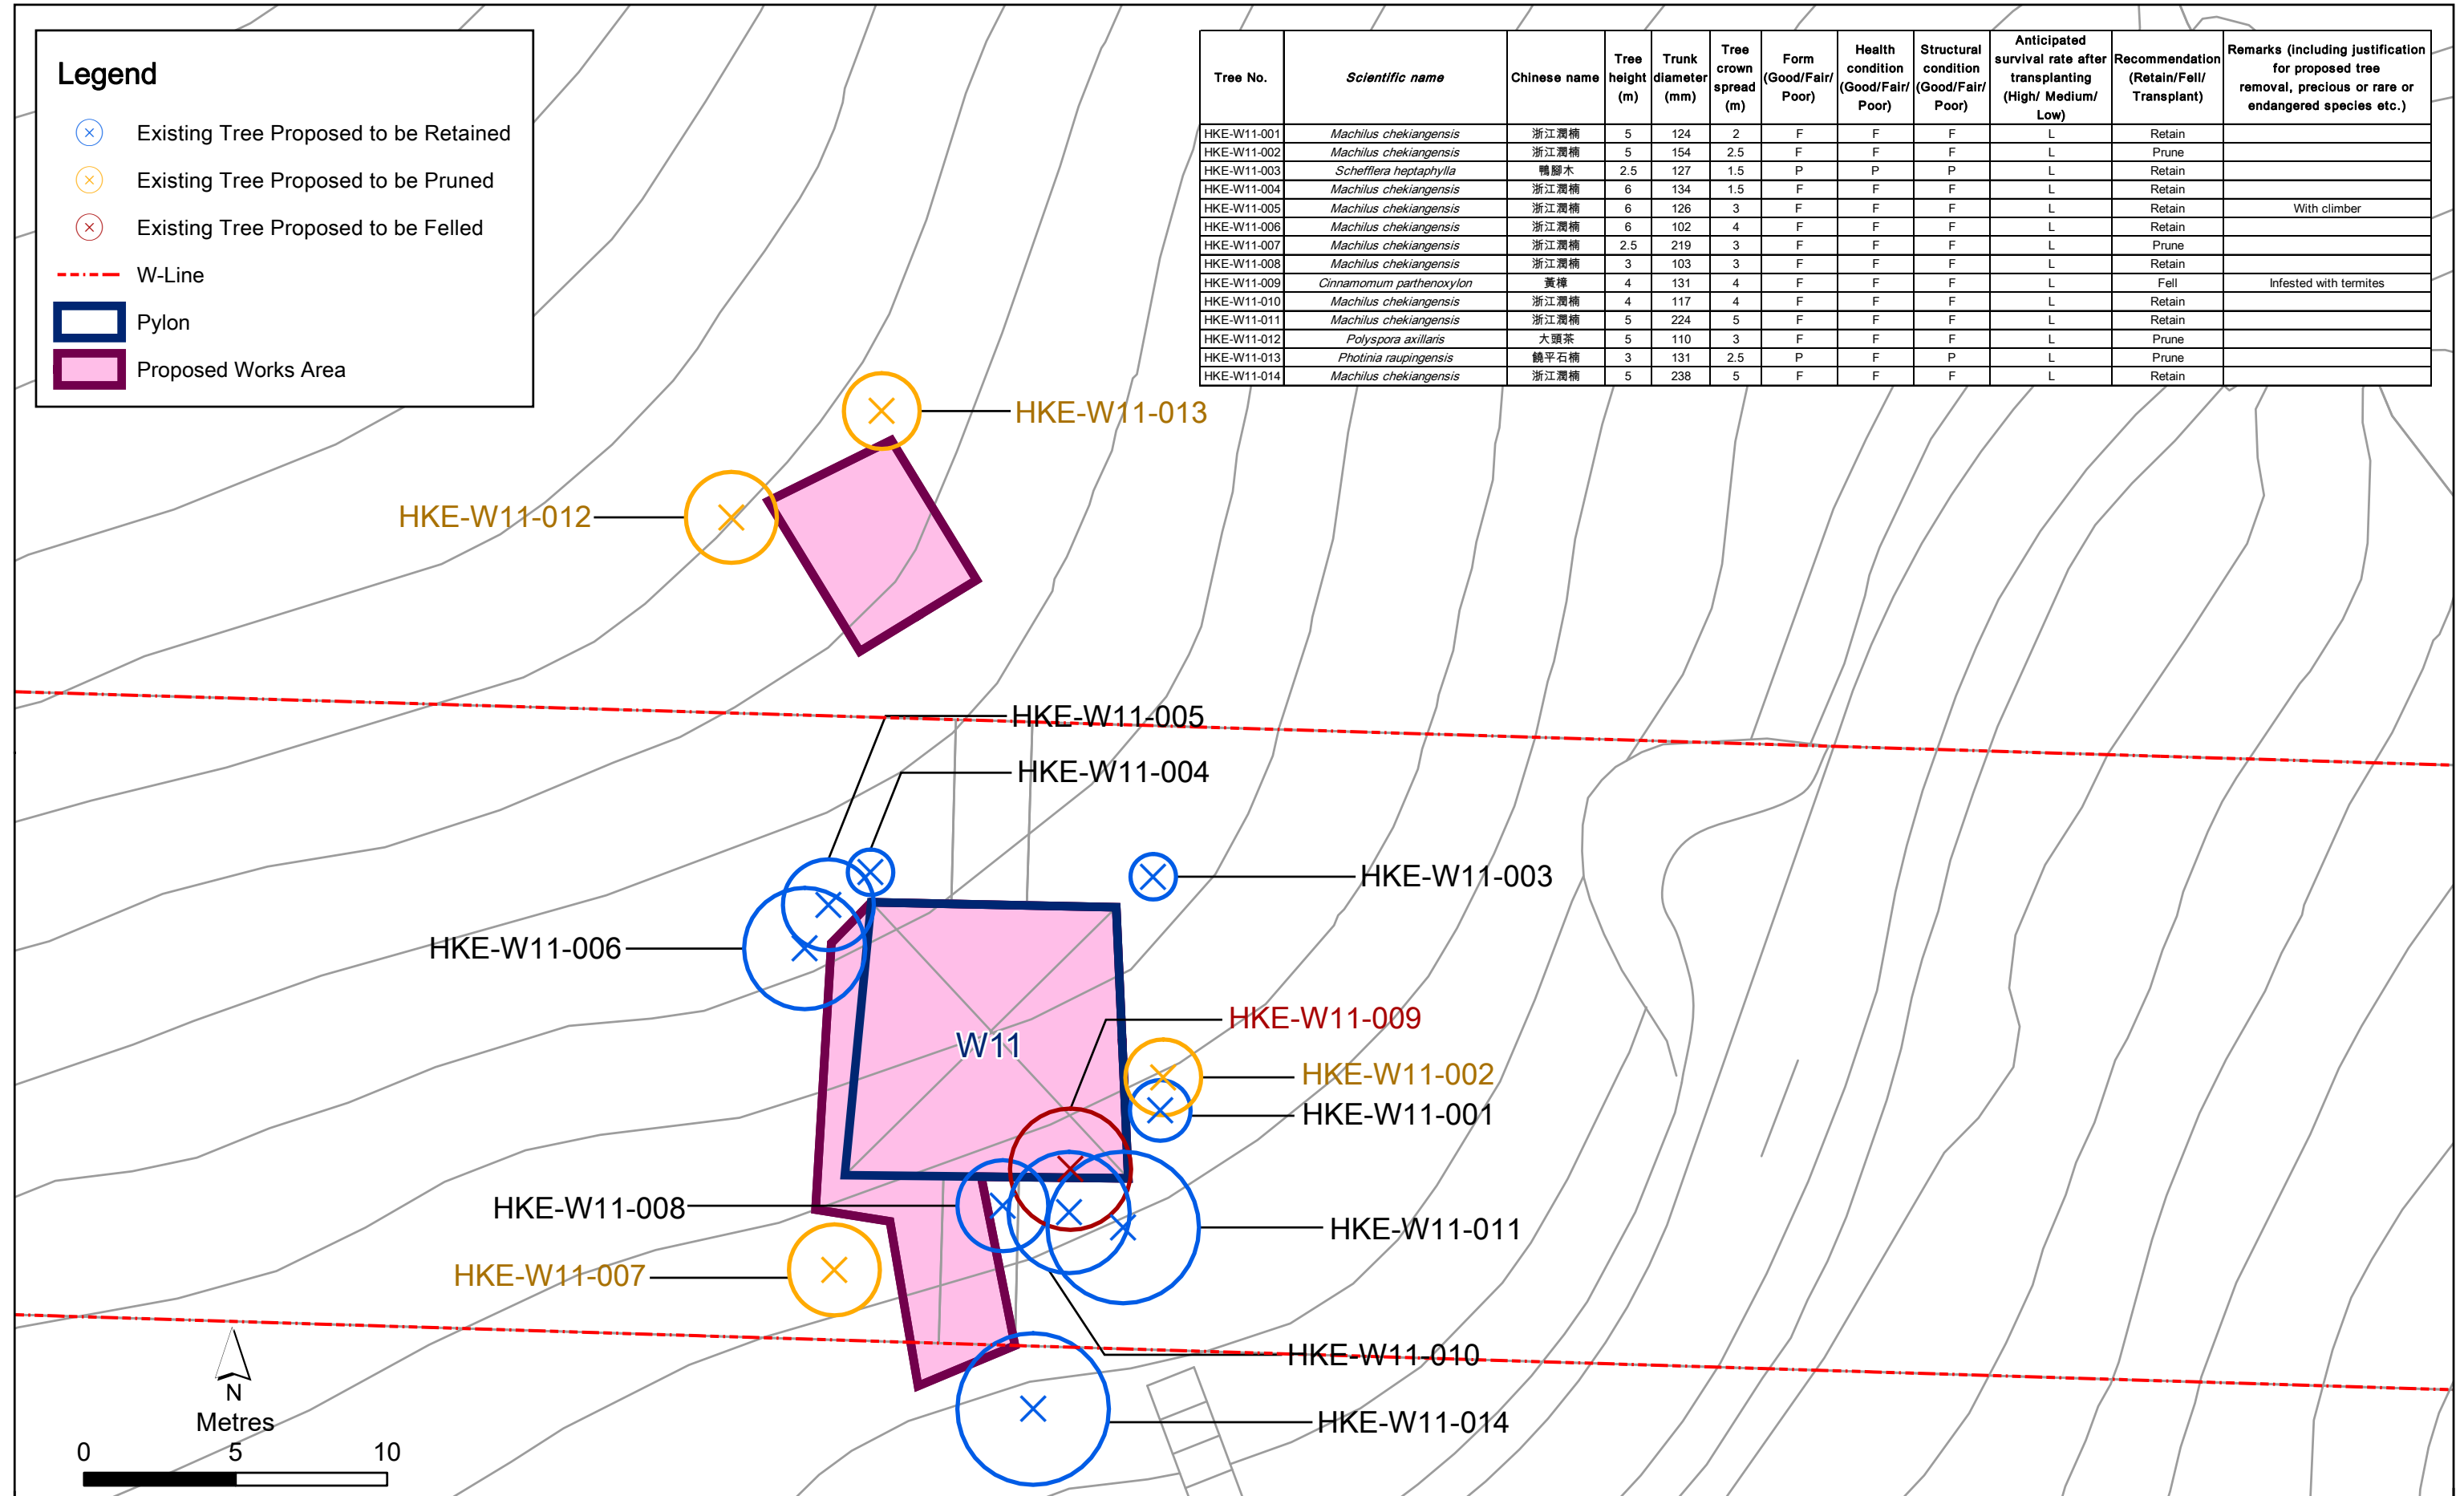 Legend
Existing Tree Proposed to be Retained
Existing Tree Proposed to be Pruned
Existing Tree Proposed to be Felled
W-Line
Pylon
Proposed Works Area
Tree No. Scientific name Chinese name Tree height (m) Trunk diameter (mm) Tree crown spread (m) Form (Good/Fair/ Poor) Health condition (Good/Fair/ Poor) Structural condition (Good/Fair/ Poor) Anticipated survival rate after transplanting (High/ Medium/ Low) Recommendation (Retain/Fell/ Transplant) Remarks (including justification for proposed tree removal, precious or rare or endangered species etc.)
HKE-W11-001 Machilus chekiangensis 浙江潤楠 5 124 2 F F F L Retain
HKE-W11-002 Machilus chekiangensis 浙江潤楠 5 154 2.5 F F F L Prune
HKE-W11-003 Schefflera heptaphylla 鴨腳木 2.5 127 1.5 P P P L Retain
HKE-W11-004 Machilus chekiangensis 浙江潤楠 6 134 1.5 F F F L Retain
HKE-W11-005 Machilus chekiangensis 浙江潤楠 6 126 3 F F F L Retain With climber
HKE-W11-006 Machilus chekiangensis 浙江潤楠 6 102 4 F F F L Retain
HKE-W11-007 Machilus chekiangensis 浙江潤楠 2.5 219 3 F F F L Prune
HKE-W11-008 Machilus chekiangensis 浙江潤楠 3 103 3 F F F L Retain
HKE-W11-009 Cinnamomum parthenoxylon 黃樟 4 131 4 F F F L Fell Infested with termites
HKE-W11-010 Machilus chekiangensis 浙江潤楠 4 117 4 F F F L Retain
HKE-W11-011 Machilus chekiangensis 浙江潤楠 5 224 5 F F F L Retain
HKE-W11-012 Polyspora axillaris 大頭茶 5 110 3 F F F L Prune
HKE-W11-013 Photinia raupingensis 饒平石楠 3 131 2.5 P F P L Prune
HKE-W11-014 Machilus chekiangensis 浙江潤楠 5 238 5 F F F L Retain
HKE-W11-013
HKE-W11-012
HKE-W11-005
HKE-W11-004
HKE-W11-003
HKE-W11-006
HKE-W11-009
W11
HKE-W11-002
HKE-W11-001
HKE-W11-008
HKE-W11-011
HKE-W11-007
HKE-W11-010
HKE-W11-014
N
Metres
0 5 10